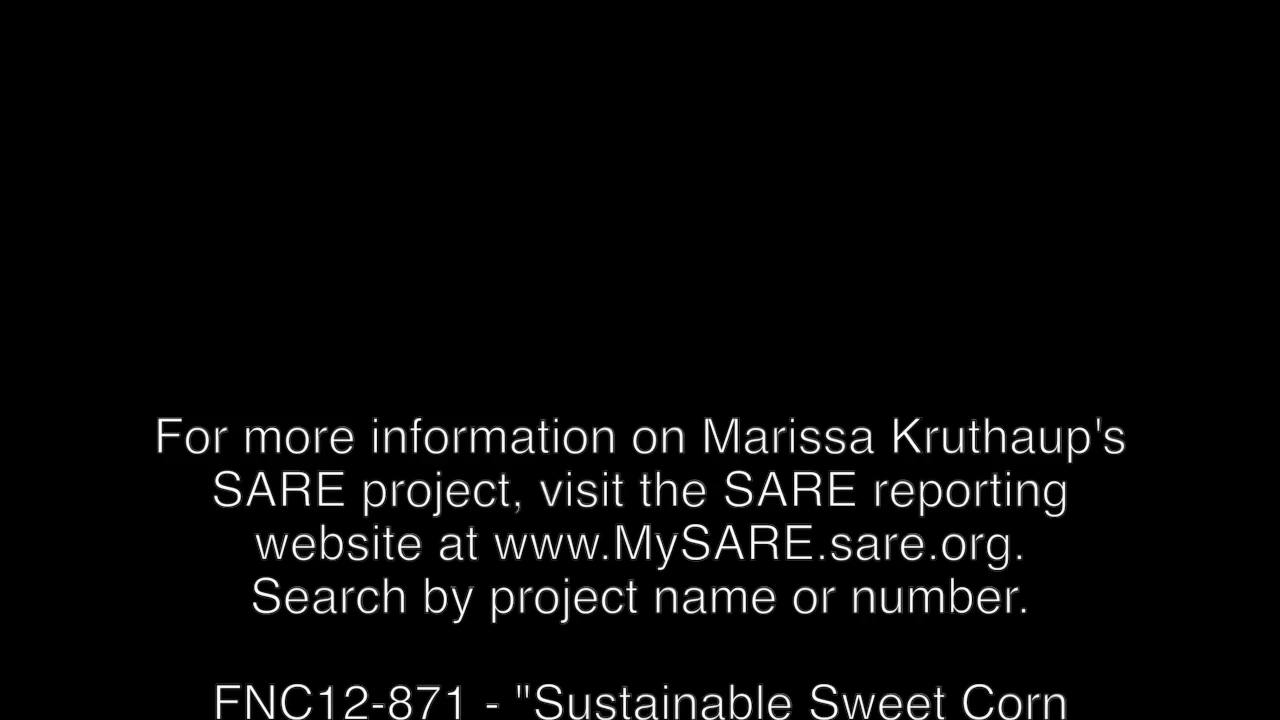 For more information on Marissa Kruthaup's
SARE project, visit the SARE reporting
website at www.MySARE.sare.org.
Search by project name or number.
FNC12-871 - "Sustainable Sweet Corn